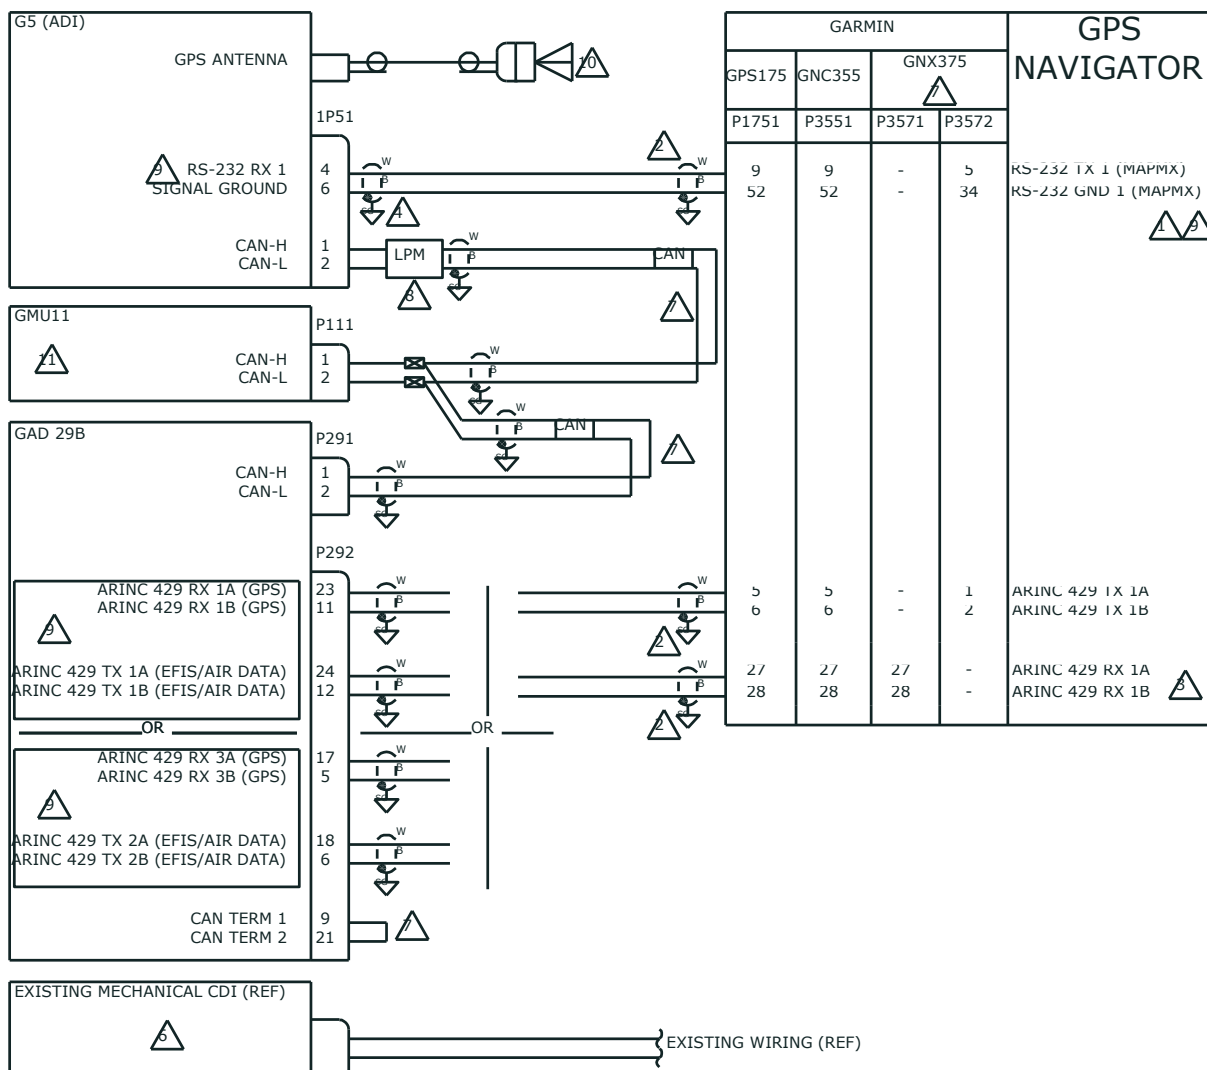 G5 (ADI)
GPS ANTENNA
10
1P51
9 RS-232 RX 1 4
SIGNAL GROUND 6
W
B
4
2
W
B
CAN-H 1
CAN-L 2
LPM
8
W
B
CAN
7
GMU11
11
P111
CAN-H 1
CAN-L 2
W
B
W
B
CAN
7
GAD 29B
P291
CAN-H 1
CAN-L 2
W
B
P292
ARINC 429 RX 1A (GPS) 23
ARINC 429 RX 1B (GPS) 11
9
W
B
W
B
2
ARINC 429 TX 1A (EFIS/AIR DATA) 24
ARINC 429 TX 1B (EFIS/AIR DATA) 12
W
B
W
B
2
OR
OR
ARINC 429 RX 3A (GPS) 17
ARINC 429 RX 3B (GPS) 5
9
W
B
ARINC 429 TX 2A (EFIS/AIR DATA) 18
ARINC 429 TX 2B (EFIS/AIR DATA) 6
W
B
CAN TERM 1 9
CAN TERM 2 21
7
EXISTING MECHANICAL CDI (REF)
6
EXISTING WIRING (REF)
GARMIN
GPS
NAVIGATOR
GPS175 GNC355 GNX375
7
P1751 P3551 P3571 P3572
9 9 - 5 RS-232 TX 1 (MAPMX)
52 52 - 34 RS-232 GND 1 (MAPMX)
1 9
5 5 - 1 ARINC 429 TX 1A
6 6 - 2 ARINC 429 TX 1B
27 27 27 - ARINC 429 RX 1A
28 28 28 - ARINC 429 RX 1B
3